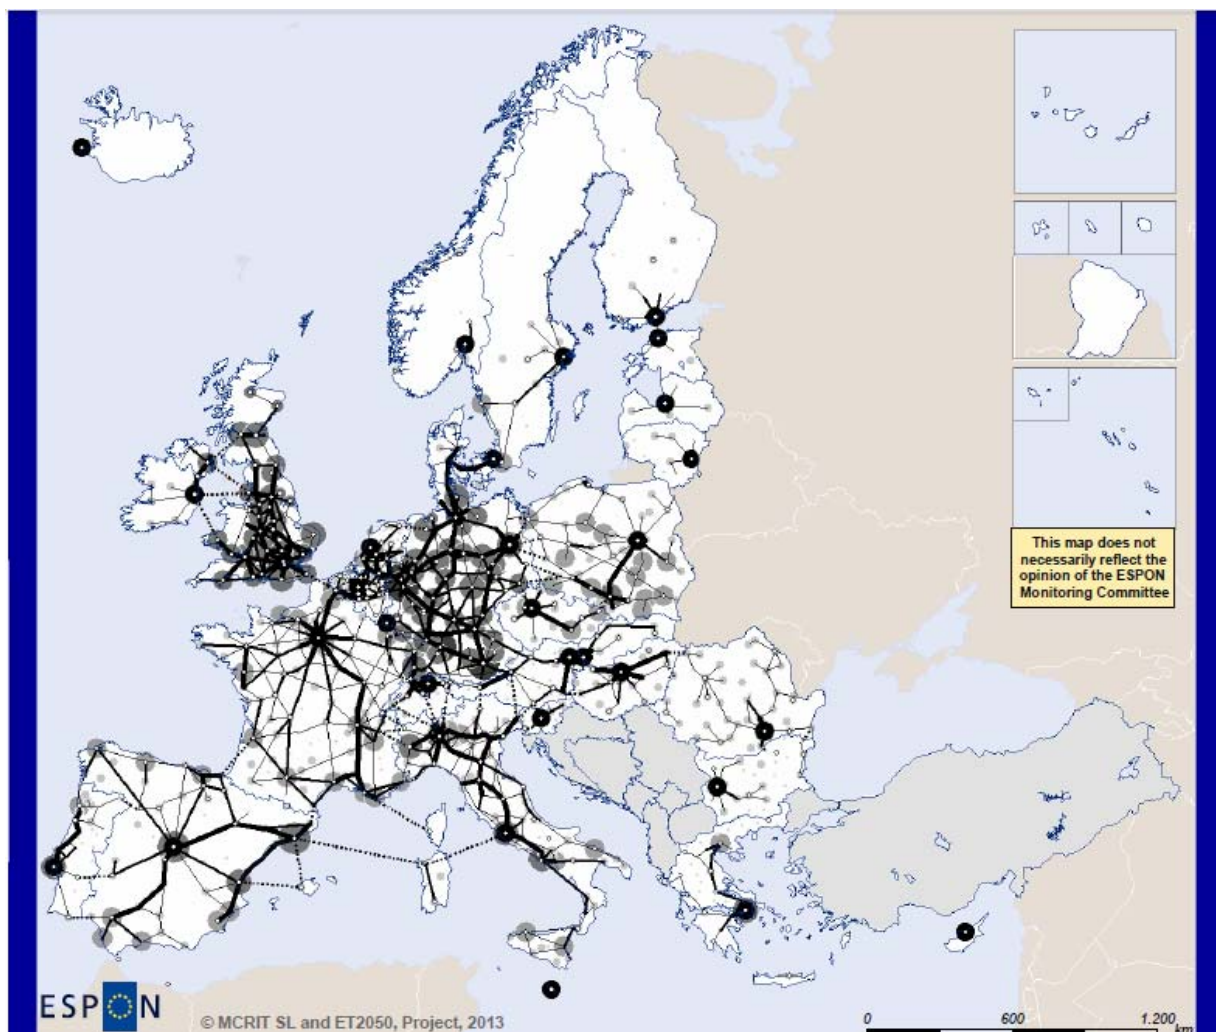 This map does not
necessarily reflect the
opinion of the ESPON
Monitoring Committee
ESPON
© MCRIT SL and ET2050, Project, 2013
0 600 1.200
km